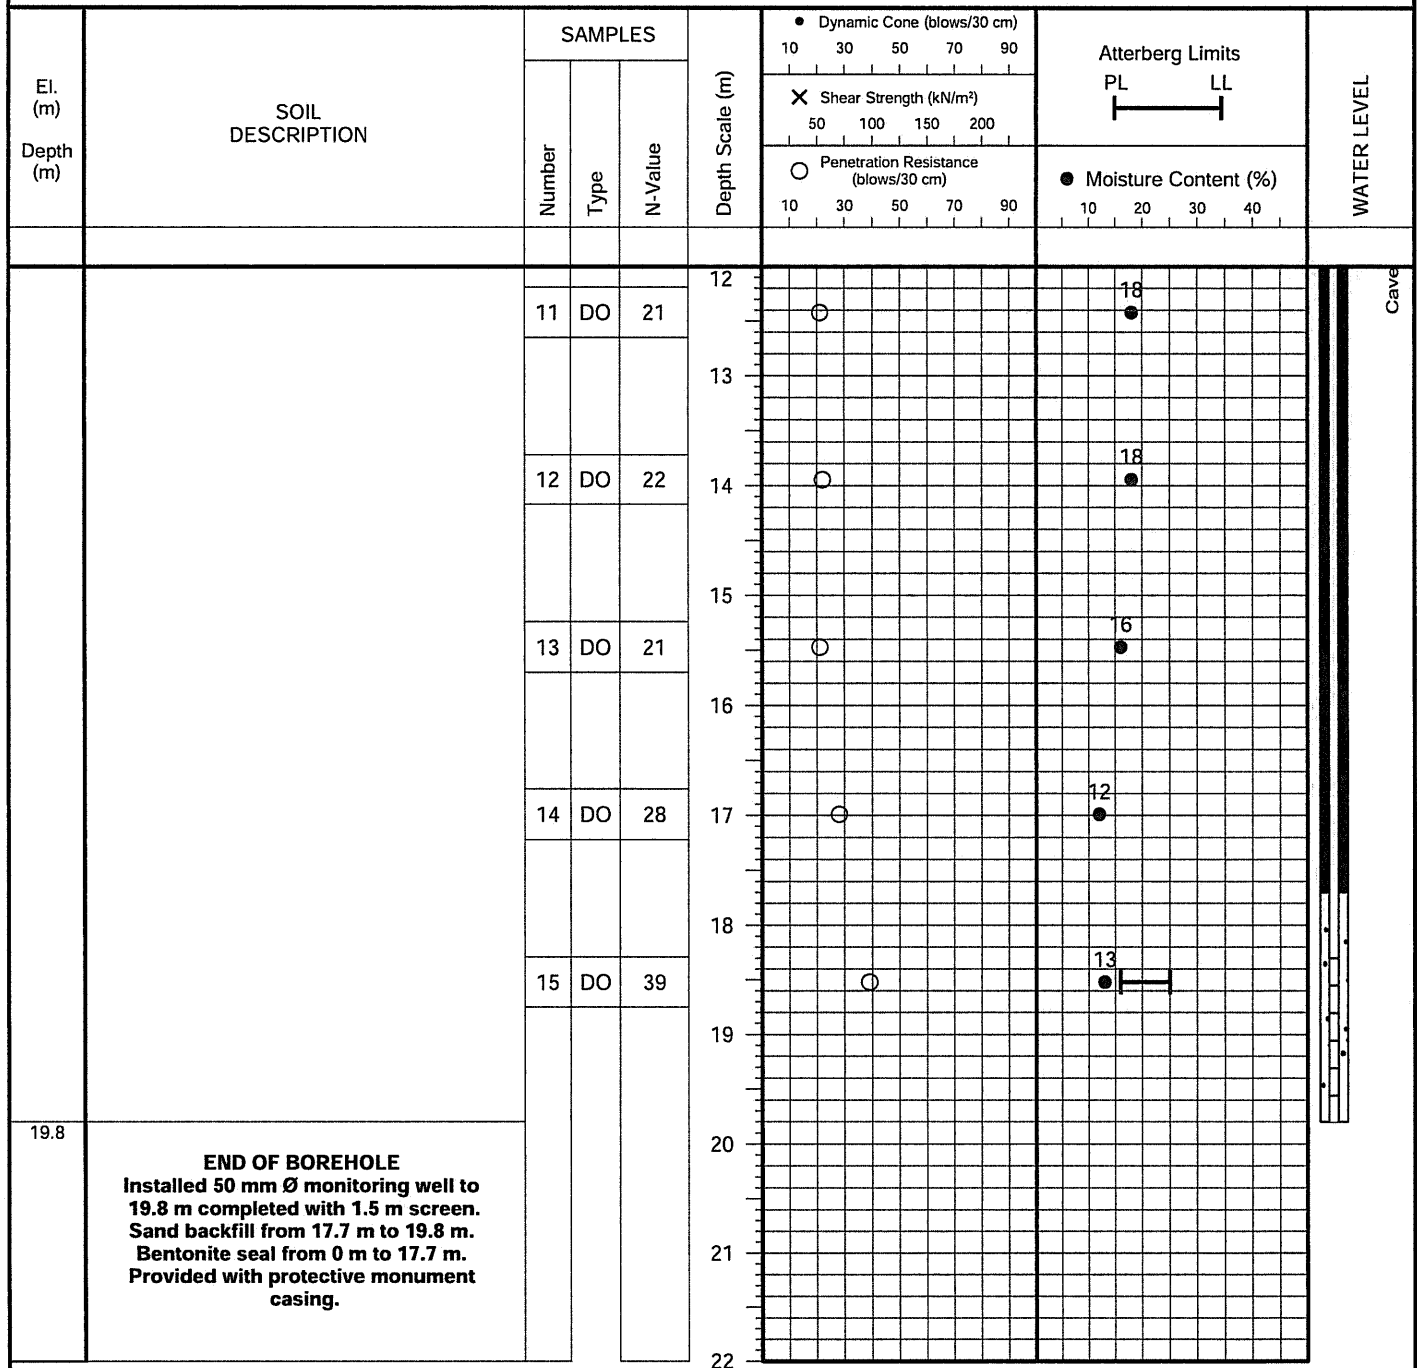 SAMPLES
El.
(m)
Depth
(m)
SOIL
DESCRIPTION
Number
Type
N-Value
Depth Scale (m)
● Dynamic Cone (blows/30 cm)
10 30 50 70 90
× Shear Strength (kN/m²)
50 100 150 200
○ Penetration Resistance
(blows/30 cm)
10 30 50 70 90
Atterberg Limits
PL LL
● Moisture Content (%)
10 20 30 40
WATER LEVEL
12
Cave
18
11 DO 21
13
18
12 DO 22
14
15
16
13 DO 21
16
12
14 DO 28
17
18
13
15 DO 39
19
19.8
20
END OF BOREHOLE
Installed 50 mm Ø monitoring well to
19.8 m completed with 1.5 m screen.
Sand backfill from 17.7 m to 19.8 m.
Bentonite seal from 0 m to 17.7 m.
Provided with protective monument
casing.
21
22